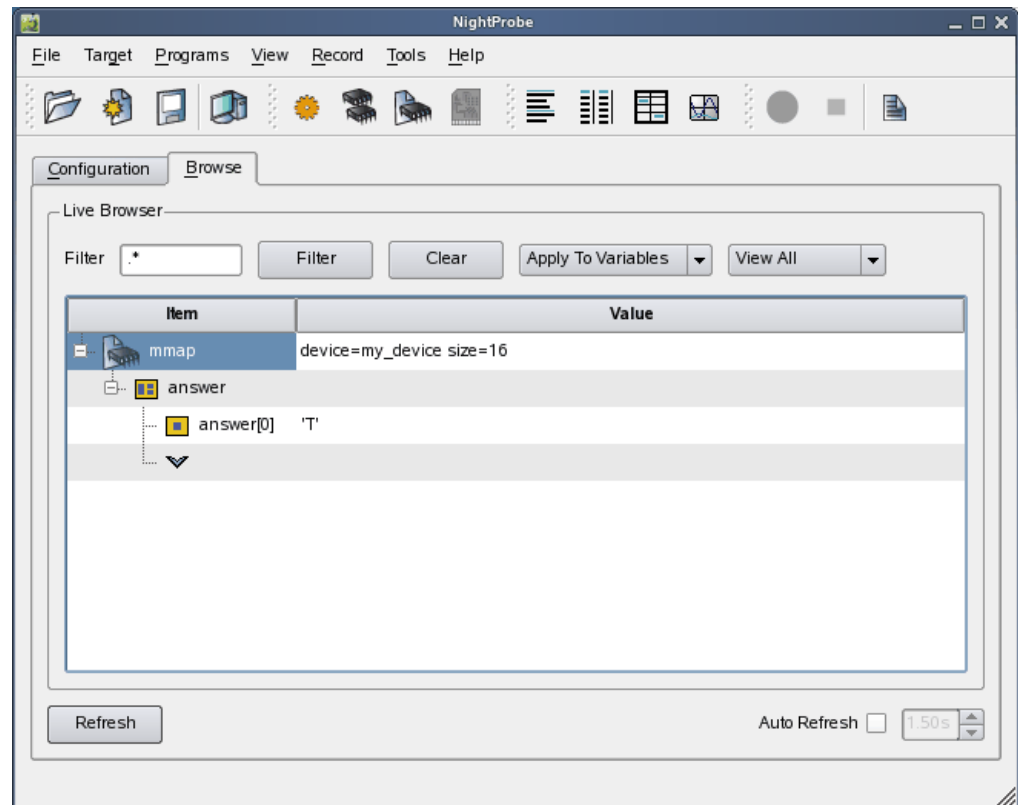 NightProbe
File Target Programs View Record Tools Help
Configuration Browse
Live Browser
Filter .* Filter Clear Apply To Variables View All
Item Value
mmap device=my_device size=16
answer
answer[0] 'T'
Refresh Auto Refresh 1.50s